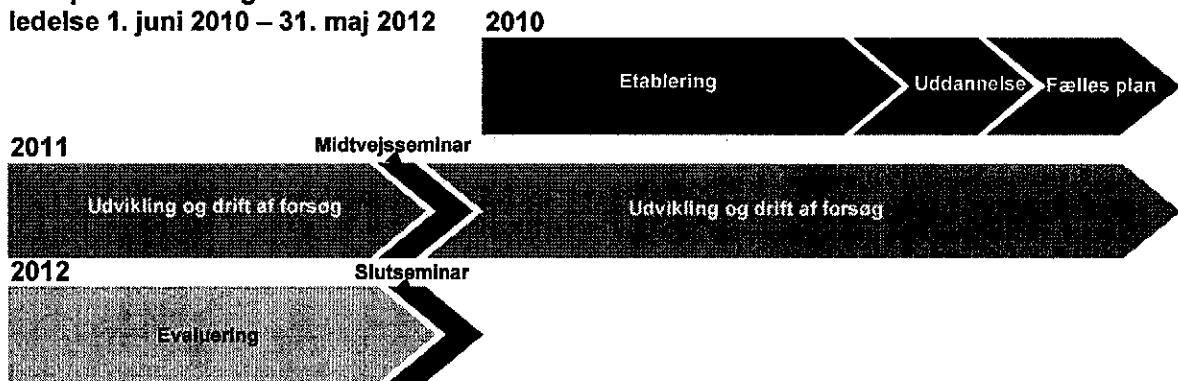 ledelse 1. juni 2010 – 31. maj 2012
2010
Etablering
Uddannelse
Fælles plan
2011
Midtvejsseminar
Udvikling og drift af forsøg
Udvikling og drift af forsøg
2012
Slutseminar
Evaluering